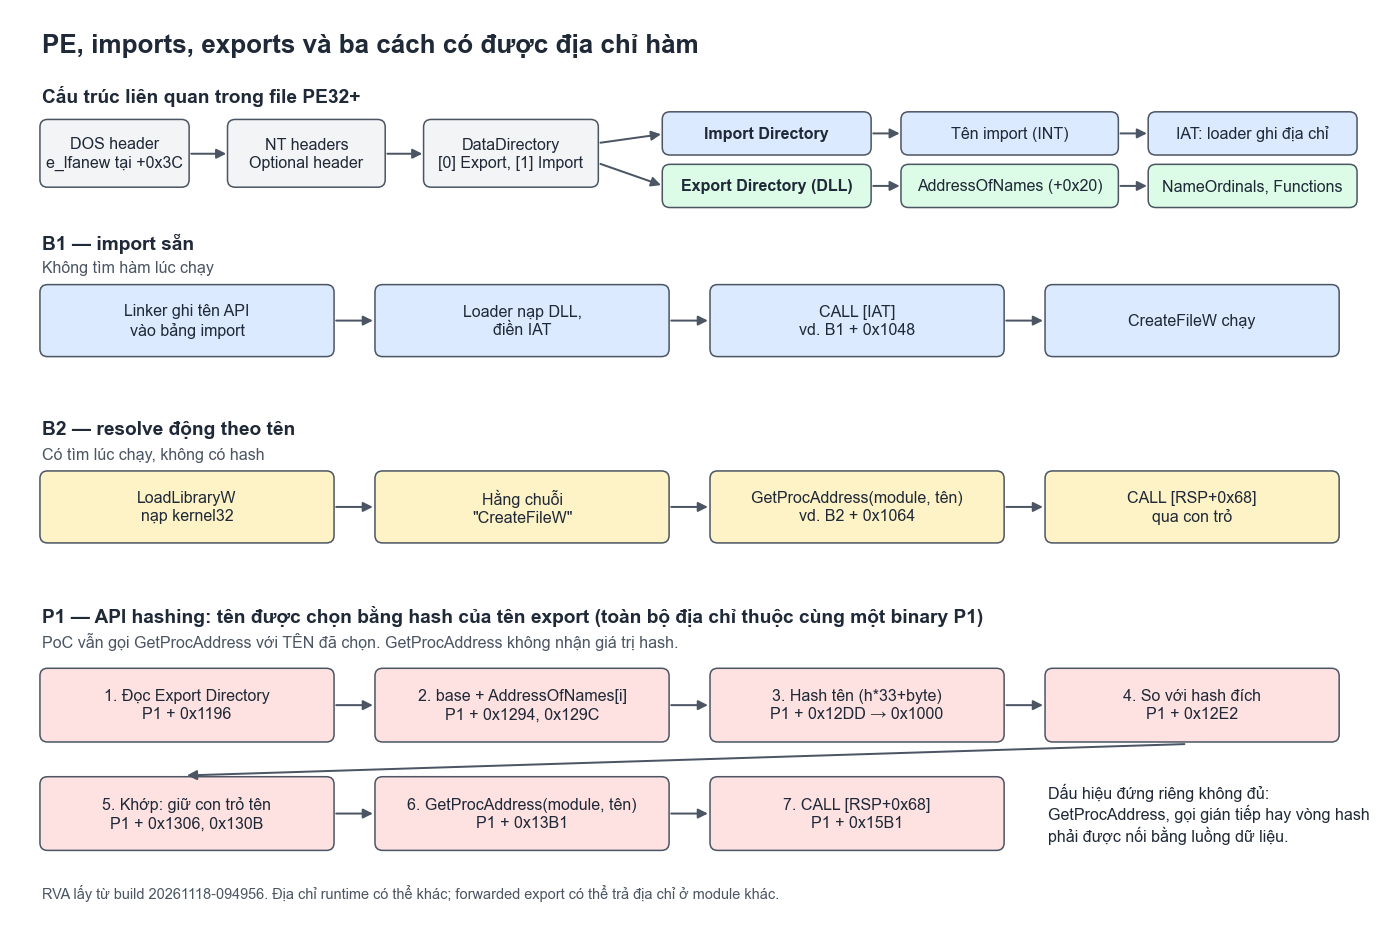 PE, imports, exports và ba cách có được địa chỉ hàm
Cấu trúc liên quan trong file PE32+
DOS header
e_lfanew tại +0x3C
NT headers
Optional header
DataDirectory
[0] Export, [1] Import
Import Directory
Tên import (INT)
IAT: loader ghi địa chỉ
Export Directory (DLL)
AddressOfNames (+0x20)
NameOrdinals, Functions
B1 — import sẵn
Không tìm hàm lúc chạy
Linker ghi tên API
vào bảng import
Loader nạp DLL,
điền IAT
CALL [IAT]
vd. B1 + 0x1048
CreateFileW chạy
B2 — resolve động theo tên
Có tìm lúc chạy, không có hash
LoadLibraryW
nạp kernel32
Hằng chuỗi
"CreateFileW"
GetProcAddress(module, tên)
vd. B2 + 0x1064
CALL [RSP+0x68]
qua con trỏ
P1 — API hashing: tên được chọn bằng hash của tên export (toàn bộ địa chỉ thuộc cùng một binary P1)
PoC vẫn gọi GetProcAddress với TÊN đã chọn. GetProcAddress không nhận giá trị hash.
1. Đọc Export Directory
P1 + 0x1196
2. base + AddressOfNames[i]
P1 + 0x1294, 0x129C
3. Hash tên (h*33+byte)
P1 + 0x12DD → 0x1000
4. So với hash đích
P1 + 0x12E2
5. Khớp: giữ con trỏ tên
P1 + 0x1306, 0x130B
6. GetProcAddress(module, tên)
P1 + 0x13B1
7. CALL [RSP+0x68]
P1 + 0x15B1
Dấu hiệu đứng riêng không đủ:
GetProcAddress, gọi gián tiếp hay vòng hash
phải được nối bằng luồng dữ liệu.
RVA lấy từ build 20261118-094956. Địa chỉ runtime có thể khác; forwarded export có thể trả địa chỉ ở module khác.